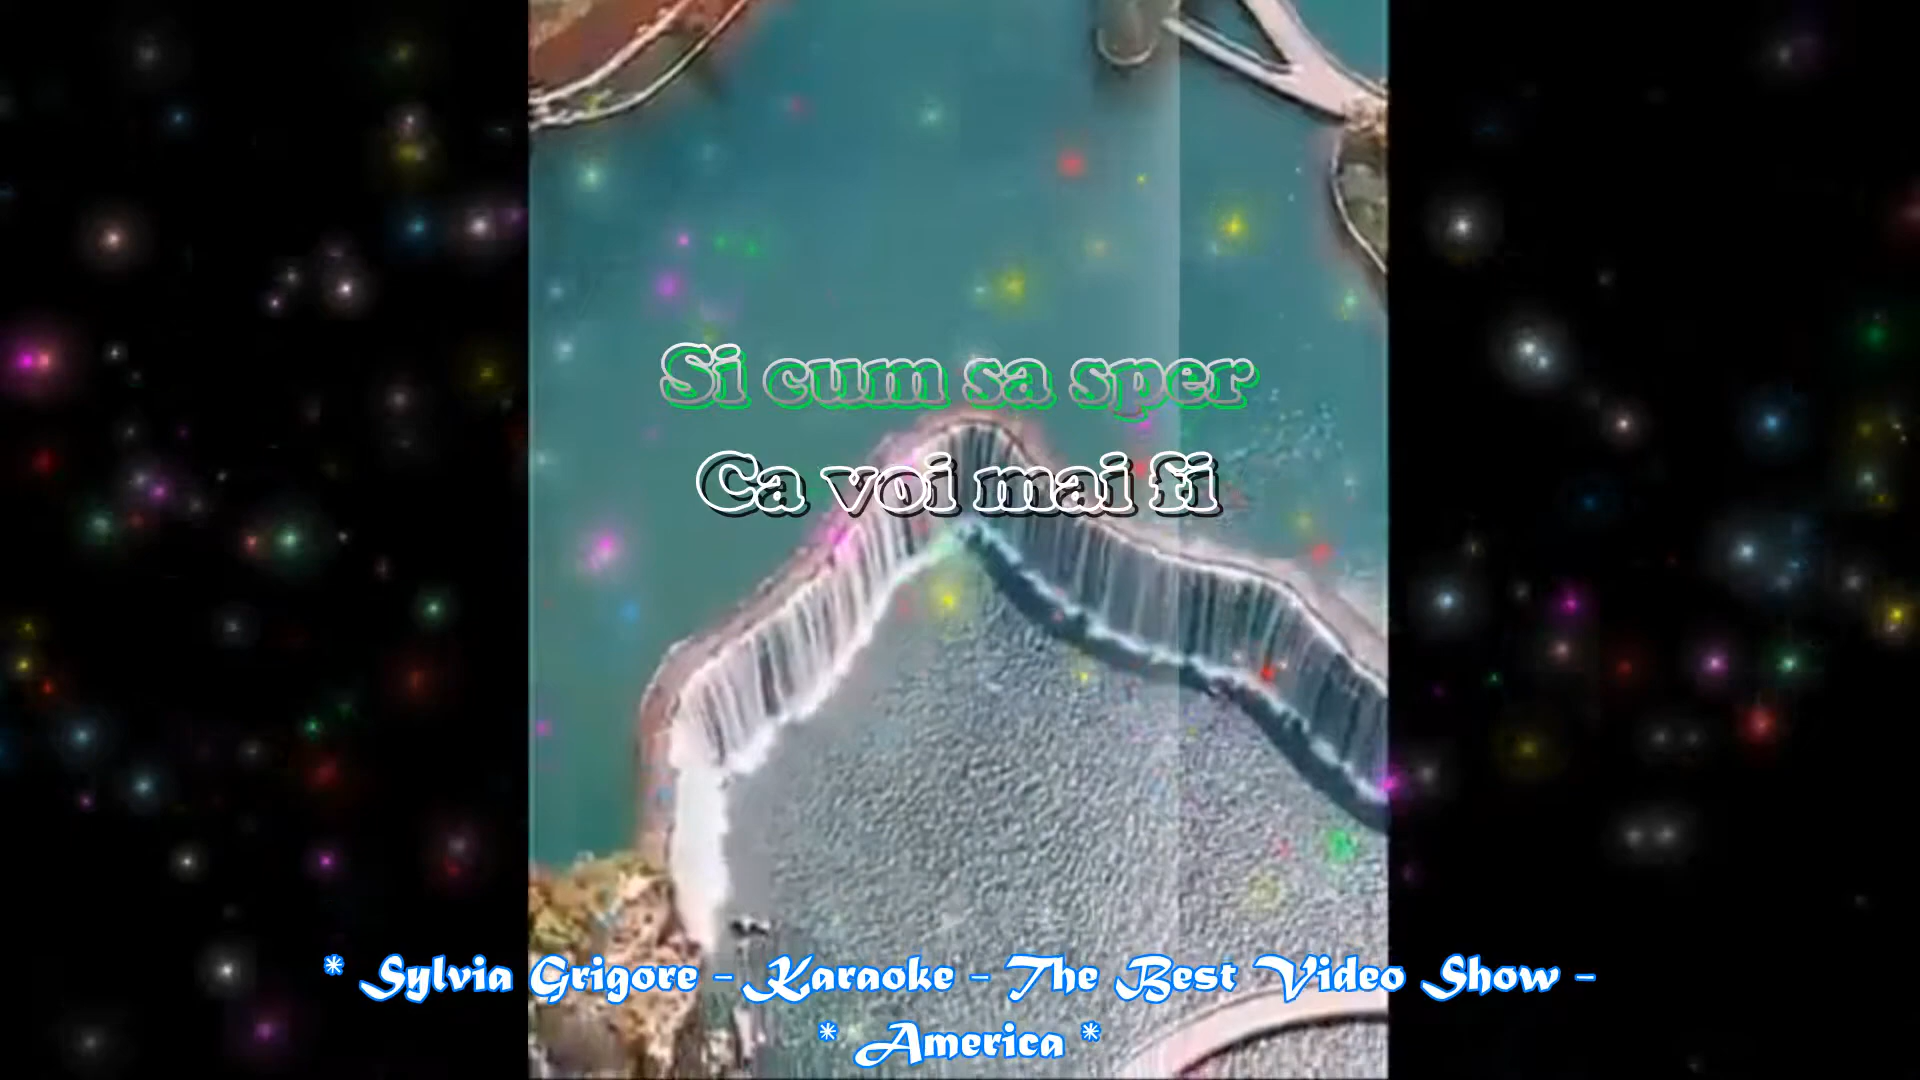 Si cum sa sper
Ca voi mai fi
* Sylvia Grigore - Karaoke - The Best Video Show -
* America *